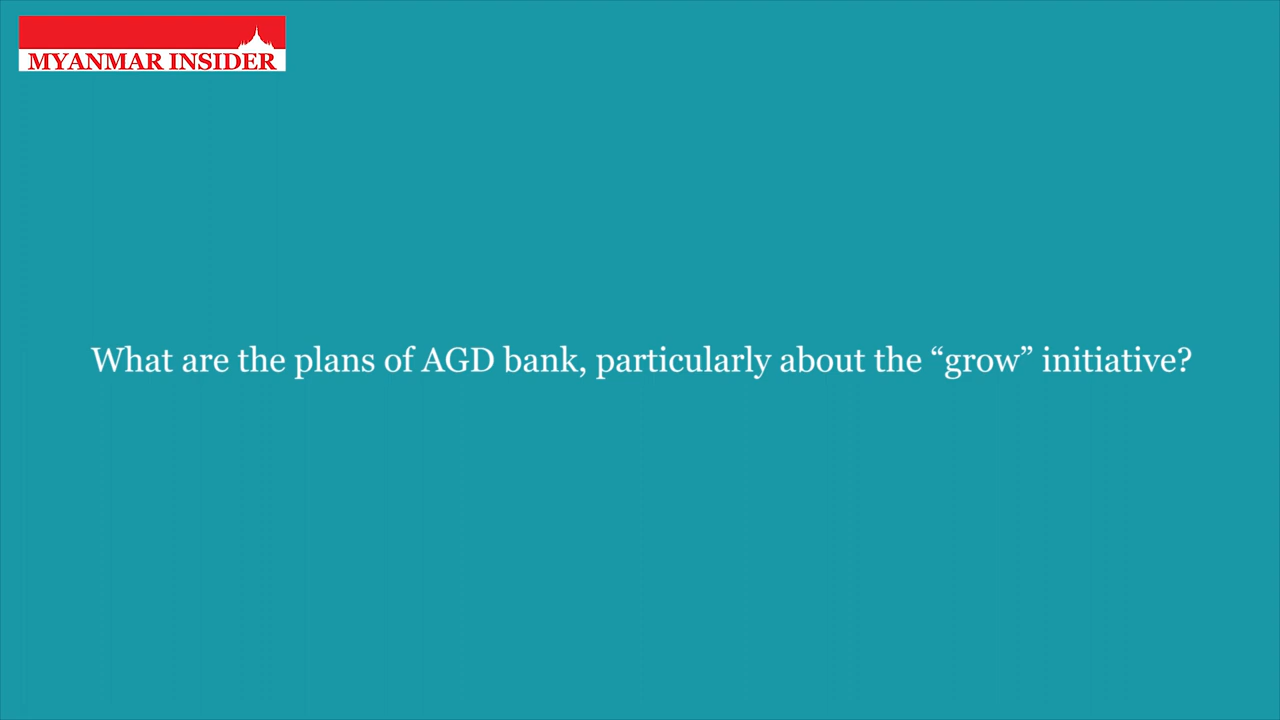 MYANMAR INSIDER
What are the plans of AGD bank, particularly about the “grow” initiative?